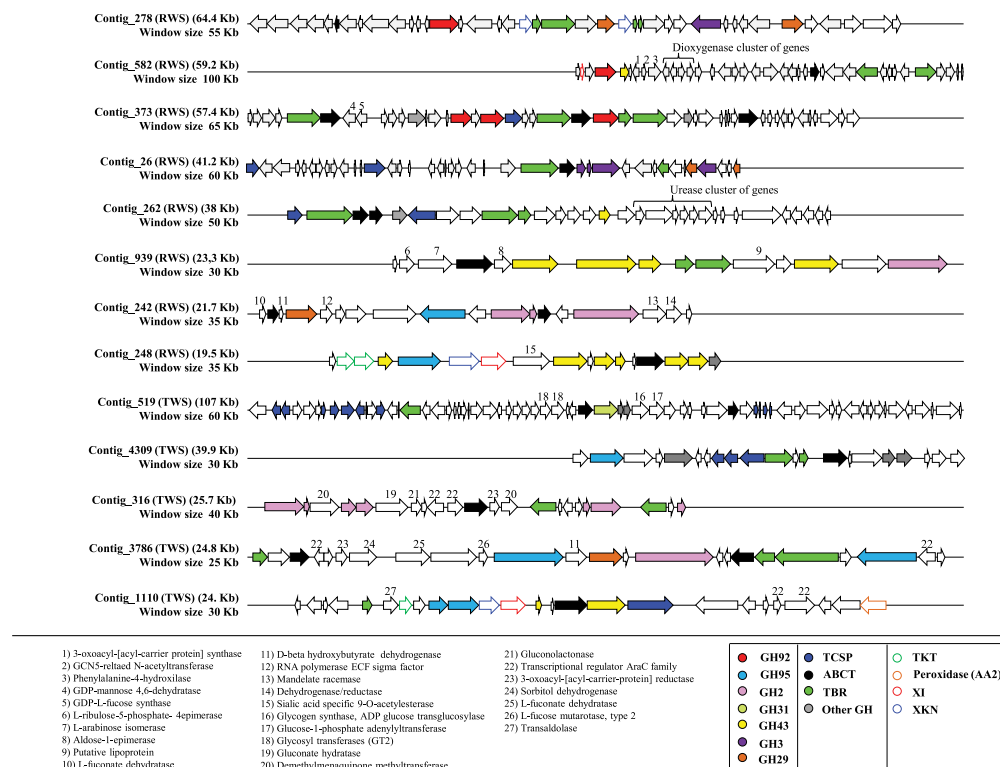 Contig_278 (RWS) (64.4 Kb)
Window size 55 Kb
Dioxygenase cluster of genes
Contig_582 (RWS) (59.2 Kb)
Window size 100 Kb
1 2 3
Contig_373 (RWS) (57.4 Kb)
Window size 65 Kb
4 5
Contig_26 (RWS) (41.2 Kb)
Window size 60 Kb
Urease cluster of genes
Contig_262 (RWS) (38 Kb)
Window size 50 Kb
Contig_939 (RWS) (23,3 Kb)
Window size 30 Kb
6 7 8 9
Contig_242 (RWS) (21.7 Kb)
Window size 35 Kb
10 11 12 13 14
Contig_248 (RWS) (19.5 Kb)
Window size 35 Kb
15
Contig_519 (TWS) (107 Kb)
Window size 60 Kb
18 18 16 17
Contig_4309 (TWS) (39.9 Kb)
Window size 30 Kb
Contig_316 (TWS) (25.7 Kb)
Window size 40 Kb
20 19 21 22 22 23 20
Contig_3786 (TWS) (24.8 Kb)
Window size 25 Kb
22 23 24 25 26 11 22
Contig_1110 (TWS) (24. Kb)
Window size 30 Kb
27 22 22
1) 3-oxoacyl-[acyl-carrier protein] synthase
2) GCN5-reltaed N-acetyltransferase
3) Phenylalanine-4-hydroxilase
4) GDP-mannose 4,6-dehydratase
5) GDP-L-fucose synthase
6) L-ribulose-5-phosphate- 4epimerase
7) L-arabinose isomerase
8) Aldose-1-epimerase
9) Putative lipoprotein
10) L-fuconate dehydratase
11) D-beta hydroxybutyrate dehydrogenase
12) RNA polymerase ECF sigma factor
13) Mandelate racemase
14) Dehydrogenase/reductase
15) Sialic acid specific 9-O-acetylesterase
16) Glycogen synthase, ADP glucose transglucosylase
17) Glucose-1-phosphate adenylyltransferase
18) Glycosyl transferases (GT2)
19) Gluconate hydratase
20) Demethylmenaquinone methyltransferase
21) Gluconolactonase
22) Transcriptional regulator AraC family
23) 3-oxoacyl-[acyl-carrier-protein] reductase
24) Sorbitol dehydrogenase
25) L-fuconate dehydratase
26) L-fucose mutarotase, type 2
27) Transaldolase
GH92
GH95
GH2
GH31
GH43
GH3
GH29
TCSP
ABCT
TBR
Other GH
TKT
Peroxidase (AA2)
XI
XKN